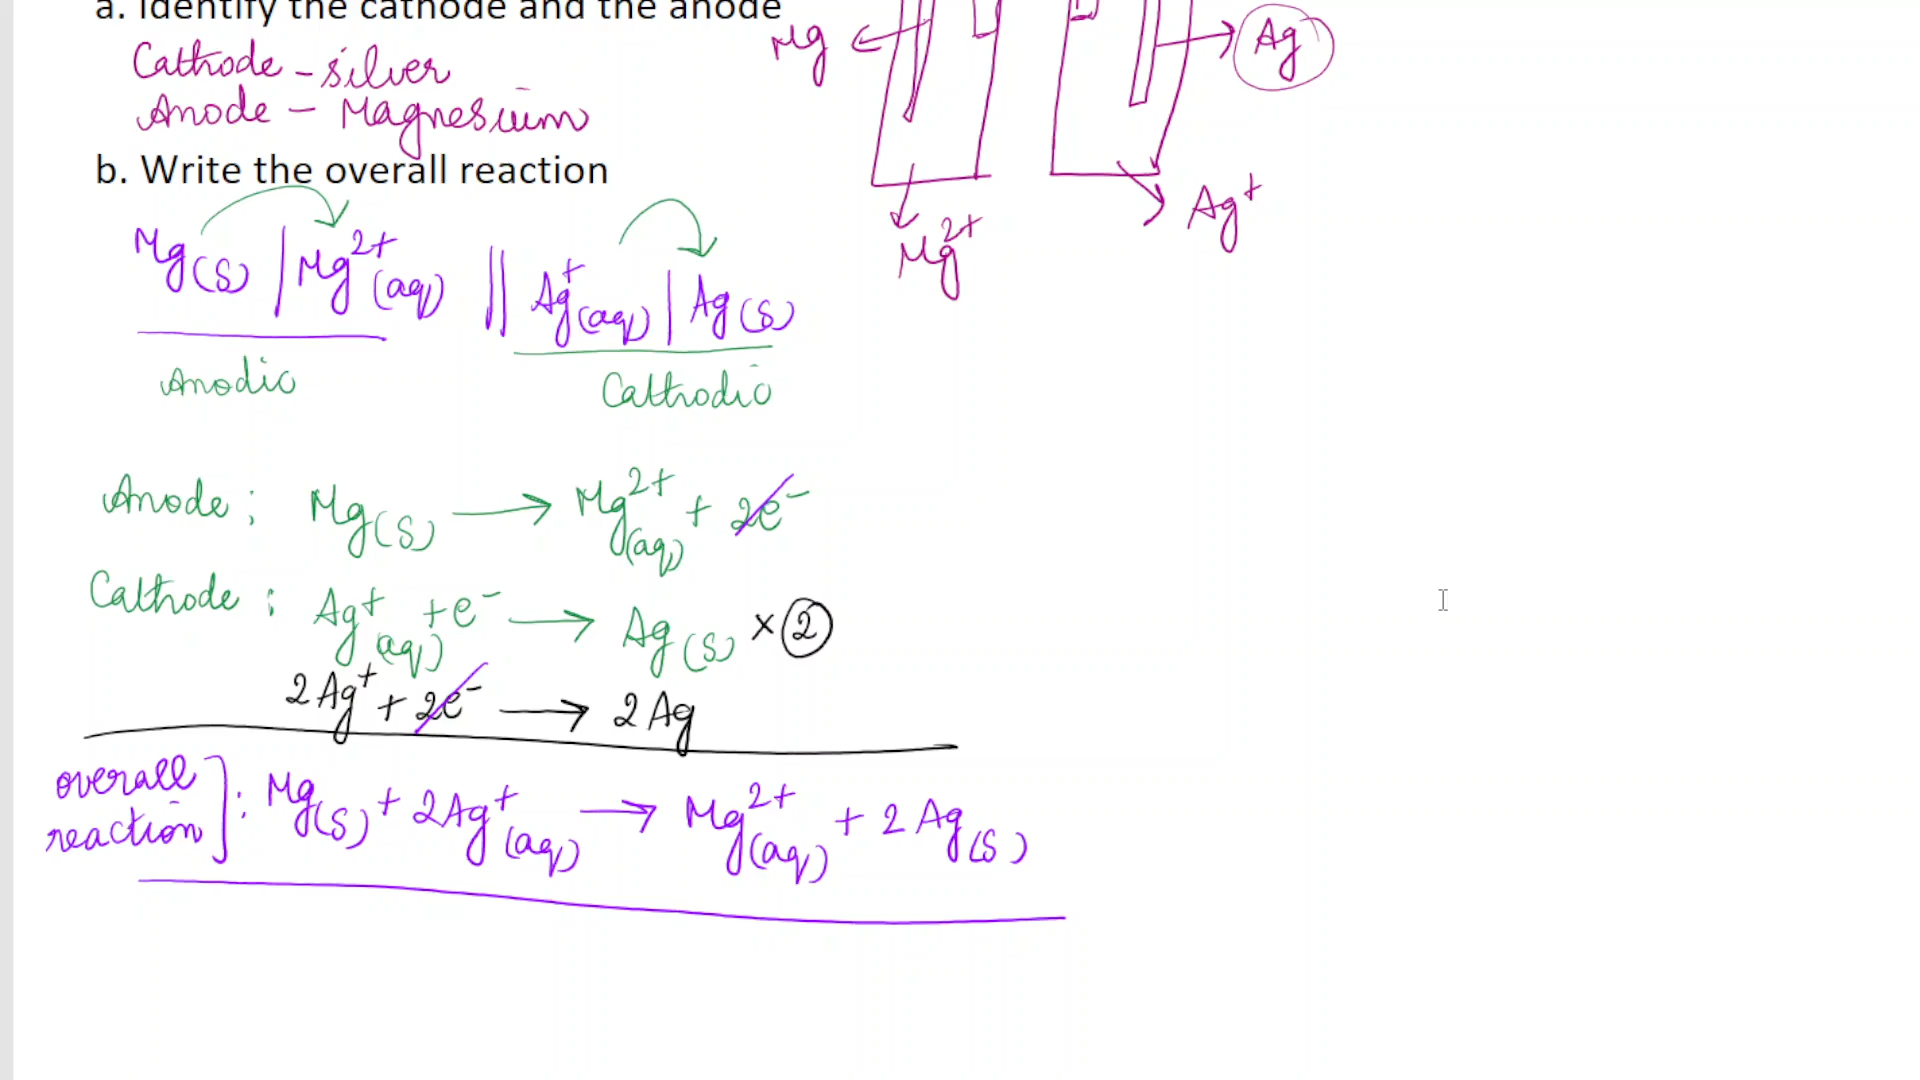 a. Identify the cathode and the anode
Cathode - silver
Anode - Magnesium
Mg
Ag
b. Write the overall reaction
Mg²⁺
Ag⁺
Mg(s) | Mg²⁺(aq) || Ag⁺(aq) | Ag(s)
Anodic
Cathodic
Anode ; Mg(s) ⟶ Mg²⁺(aq) + 2e⁻
Cathode ; Ag⁺(aq) + e⁻ ⟶ Ag(s) × 2
2Ag⁺ + 2e⁻ ⟶ 2Ag
overall reaction] : Mg(s) + 2Ag⁺(aq) ⟶ Mg²⁺(aq) + 2Ag(s)